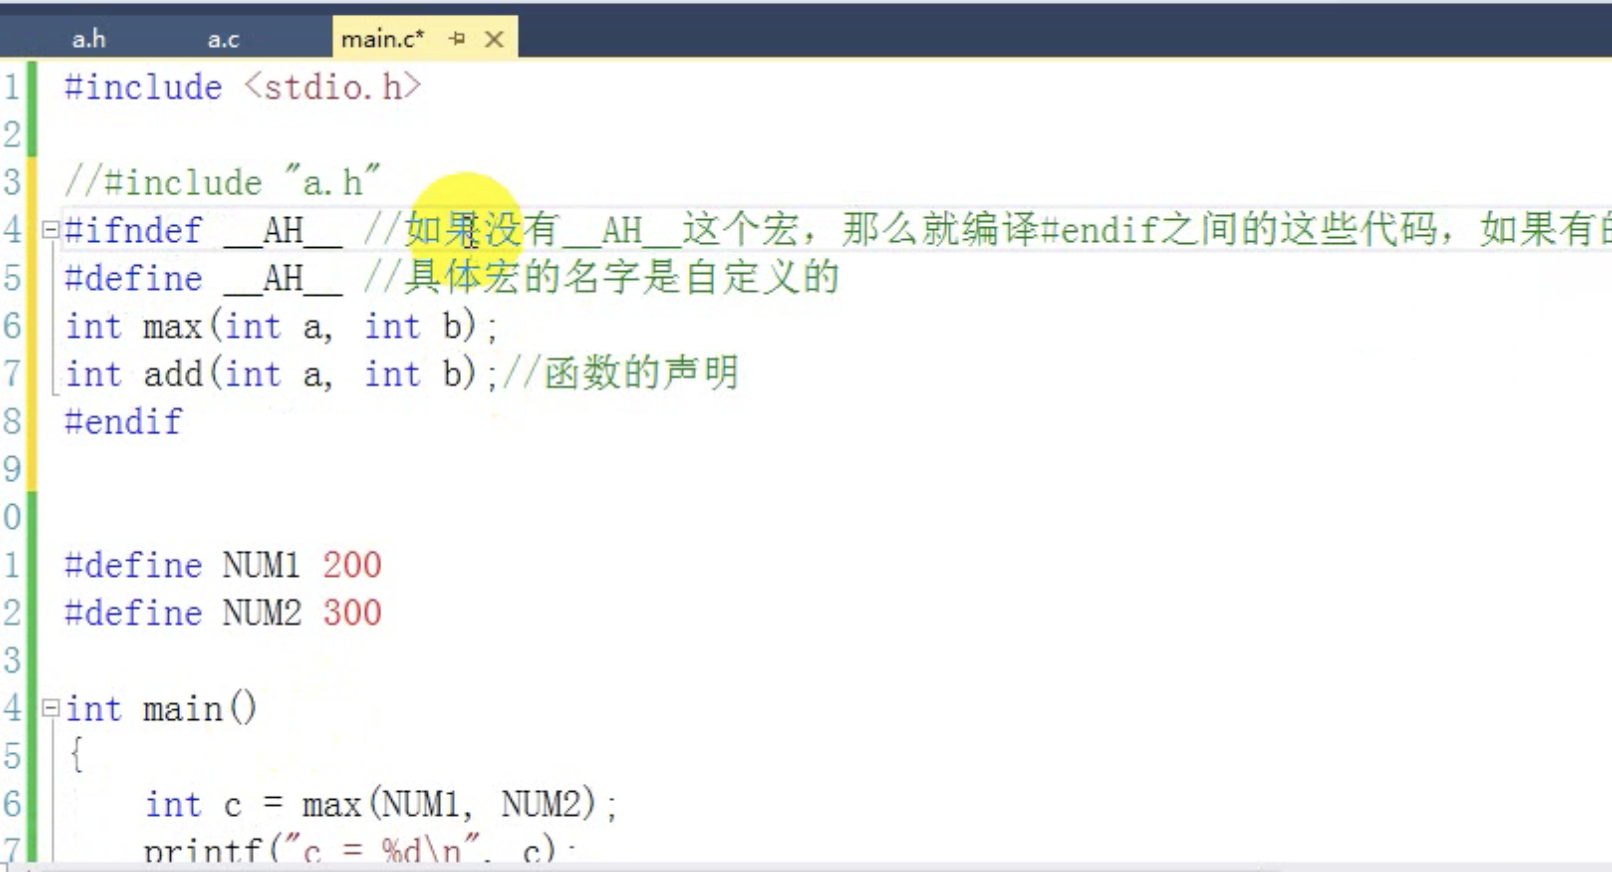 a.h a.c main.c*
1 #include <stdio.h>
2
3 //#include "a.h"
4 #ifndef __AH__ //如果没有__AH__这个宏，那么就编译#endif之间的这些代码，如果有
5 #define __AH__ //具体宏的名字是自定义的
6 int max(int a, int b);
7 int add(int a, int b);//函数的声明
8 #endif
9
0
1 #define NUM1 200
2 #define NUM2 300
3
4 int main()
5 {
6 int c = max(NUM1, NUM2);
7 printf("c = %d\n", c);